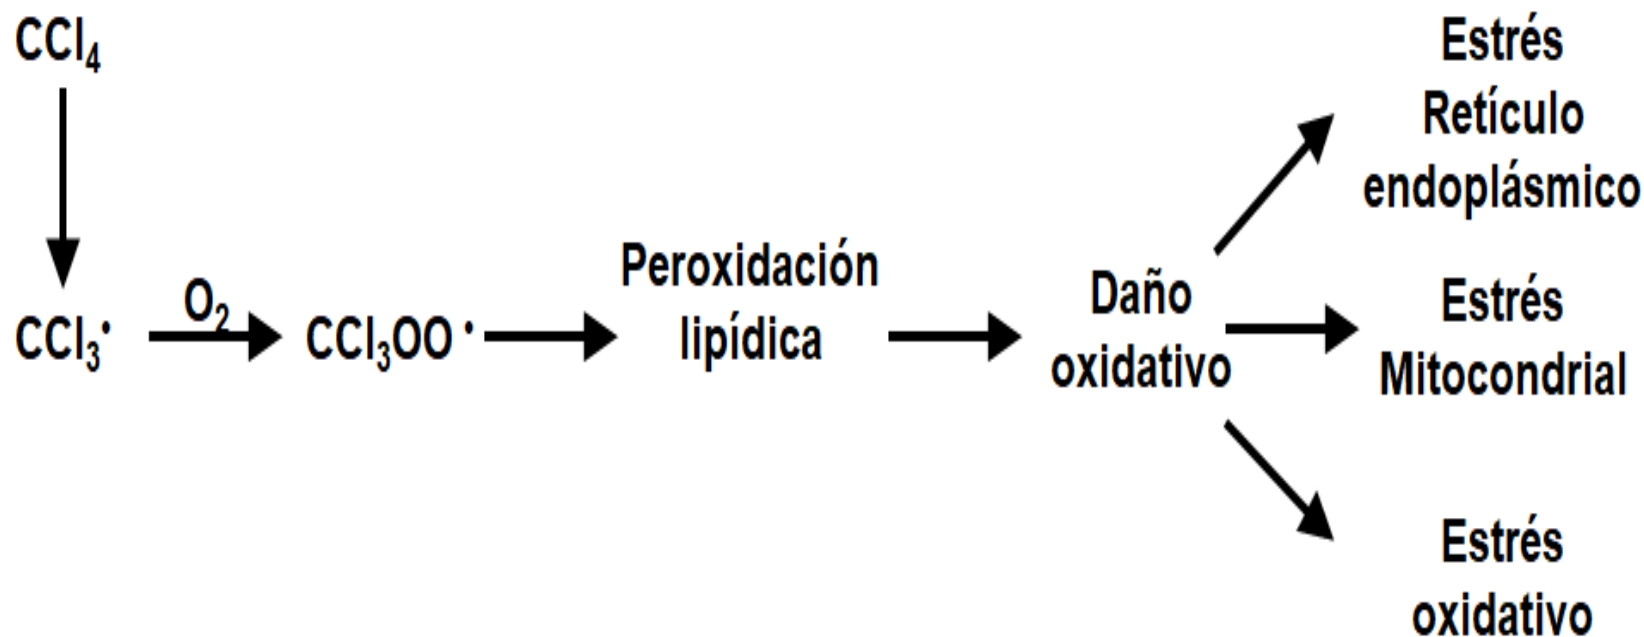 CCl₄
CCl₃•
O₂
CCl₃OO •
Peroxidación
lipídica
Daño
oxidativo
Estrés
Retículo
endoplásmico
Estrés
Mitocondrial
Estrés
oxidativo